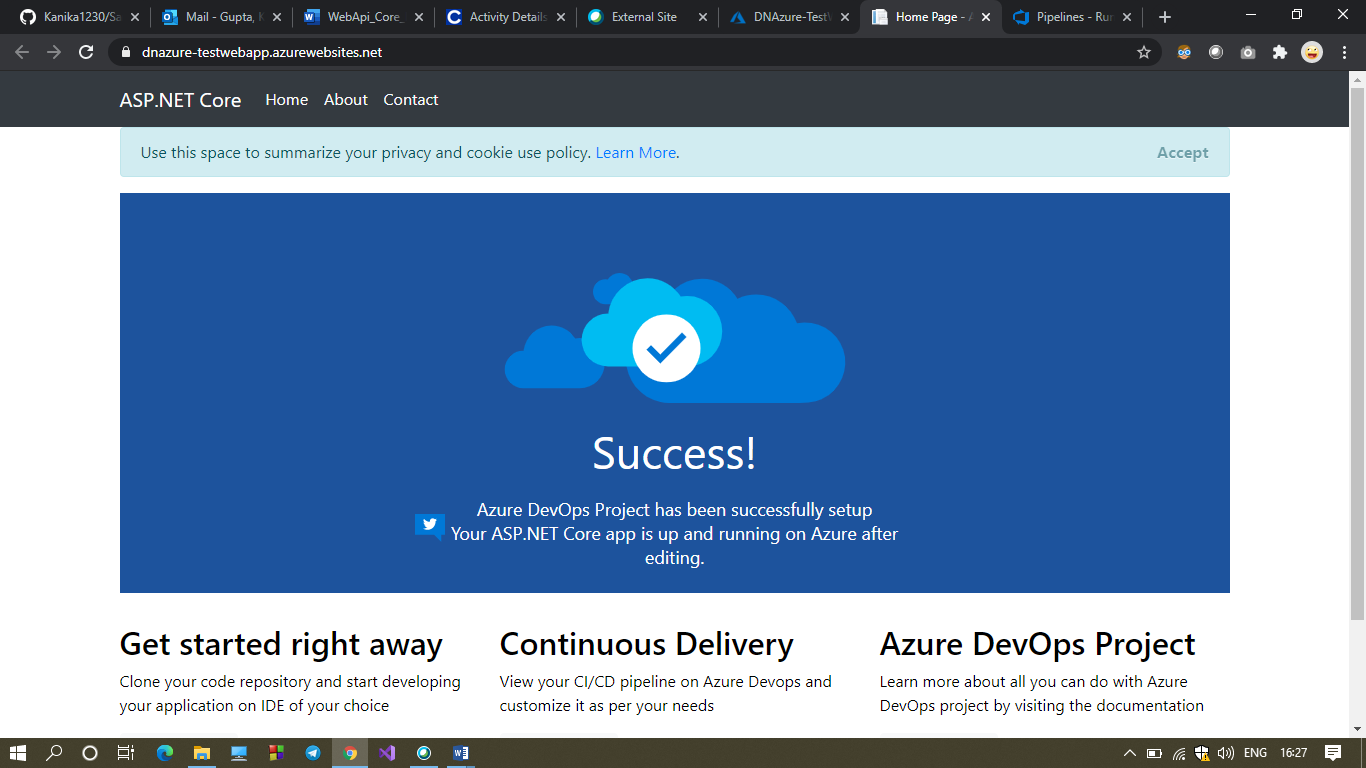 Kanika1230/Sa
Mail - Gupta, K
WebApi_Core_
Activity Details
External Site
DNAzure-TestW
Home Page - A
Pipelines - Run
dnazure-testwebapp.azurewebsites.net
ASP.NET Core Home About Contact
Use this space to summarize your privacy and cookie use policy. Learn More. Accept
Success!
Azure DevOps Project has been successfully setup
Your ASP.NET Core app is up and running on Azure after
editing.
Get started right away
Clone your code repository and start developing
your application on IDE of your choice
Continuous Delivery
View your CI/CD pipeline on Azure Devops and
customize it as per your needs
Azure DevOps Project
Learn more about all you can do with Azure
DevOps project by visiting the documentation
ENG 16:27